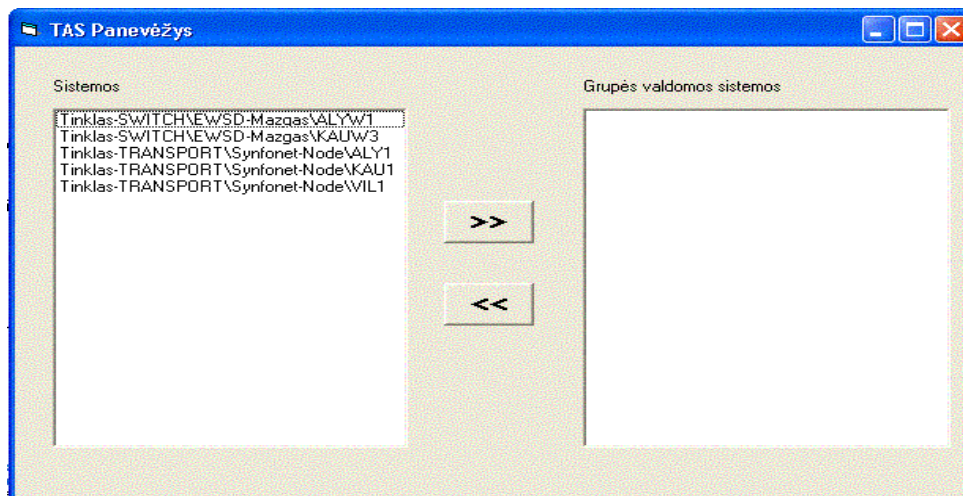 TAS Panevėžys
Sistemos
Grupės valdomos sistemos
Tinklas-SWITCH\EWSD-Mazgas\ALYW1
Tinklas-SWITCH\EWSD-Mazgas\KAUW3
Tinklas-TRANSPORT\Synfonet-Node\ALY1
Tinklas-TRANSPORT\Synfonet-Node\KAU1
Tinklas-TRANSPORT\Synfonet-Node\VIL1
>>
<<